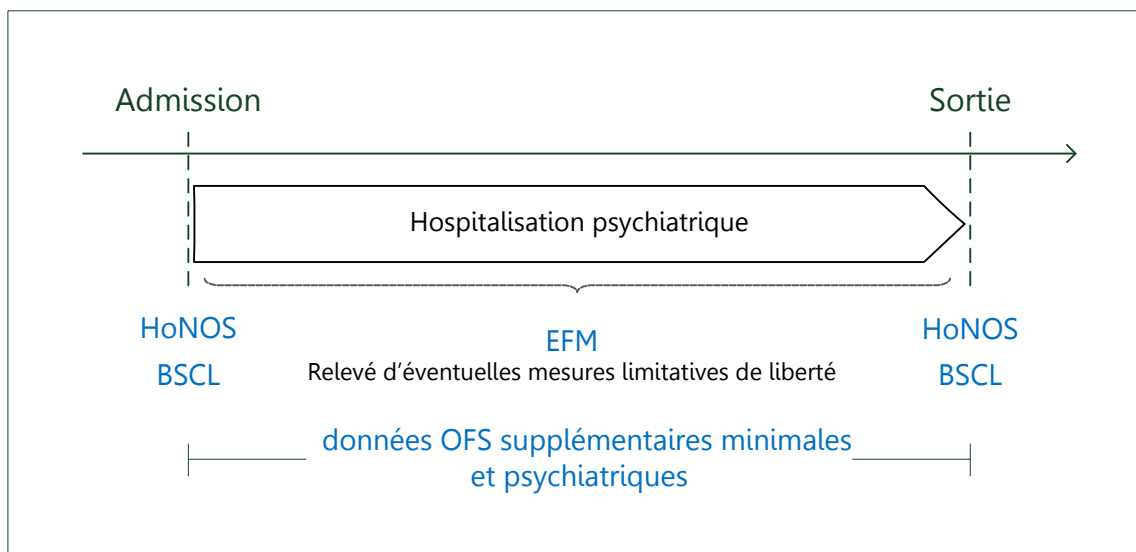 Admission
Sortie
Hospitalisation psychiatrique
HoNOS
BSCL
EFM
Relevé d'éventuelles mesures limitatives de liberté
HoNOS
BSCL
données OFS supplémentaires minimales
et psychiatriques